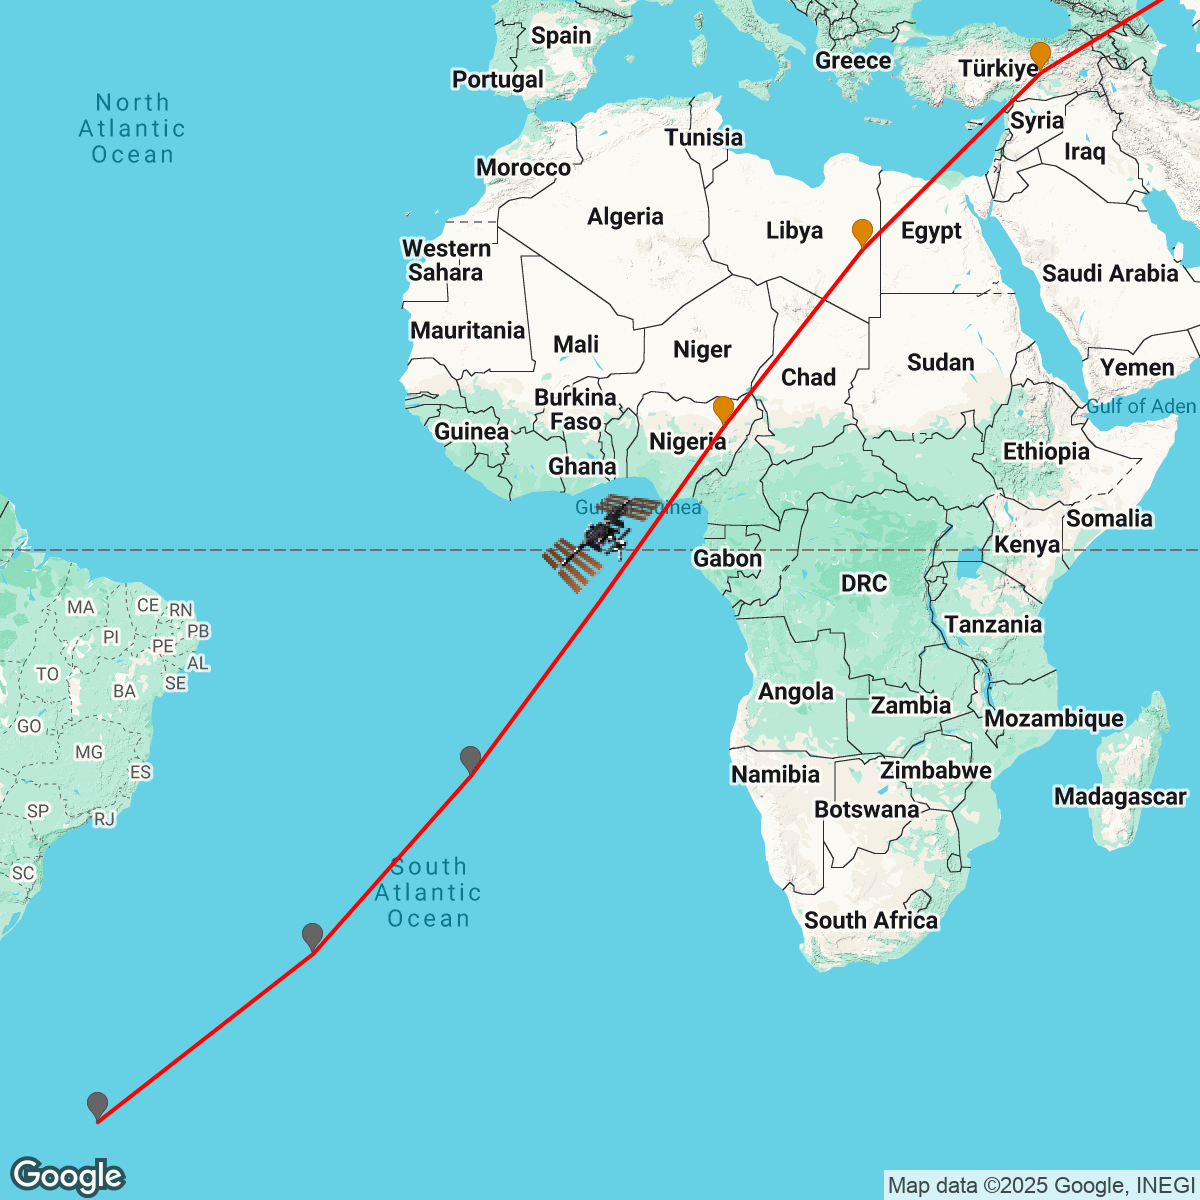 Spain
Portugal
Greece
Türkiye
North
Atlantic
Ocean
Syria
Tunisia
Iraq
Morocco
Algeria
Libya
Egypt
Western
Sahara
Saudi Arabia
Mauritania
Mali
Niger
Sudan
Yemen
Chad
Burkina
Faso
Gulf of Aden
Guinea
Nigeria
Ethiopia
Ghana
Somalia
Kenya
Gabon
DRC
MA
CE
RN
PI
PB
PE
Tanzania
AL
TO
SE
BA
Angola
Zambia
GO
Mozambique
MG
ES
Namibia
Zimbabwe
Madagascar
SP
RJ
Botswana
SC
South
Atlantic
Ocean
South Africa
Google
Map data ©2025 Google, INEGI